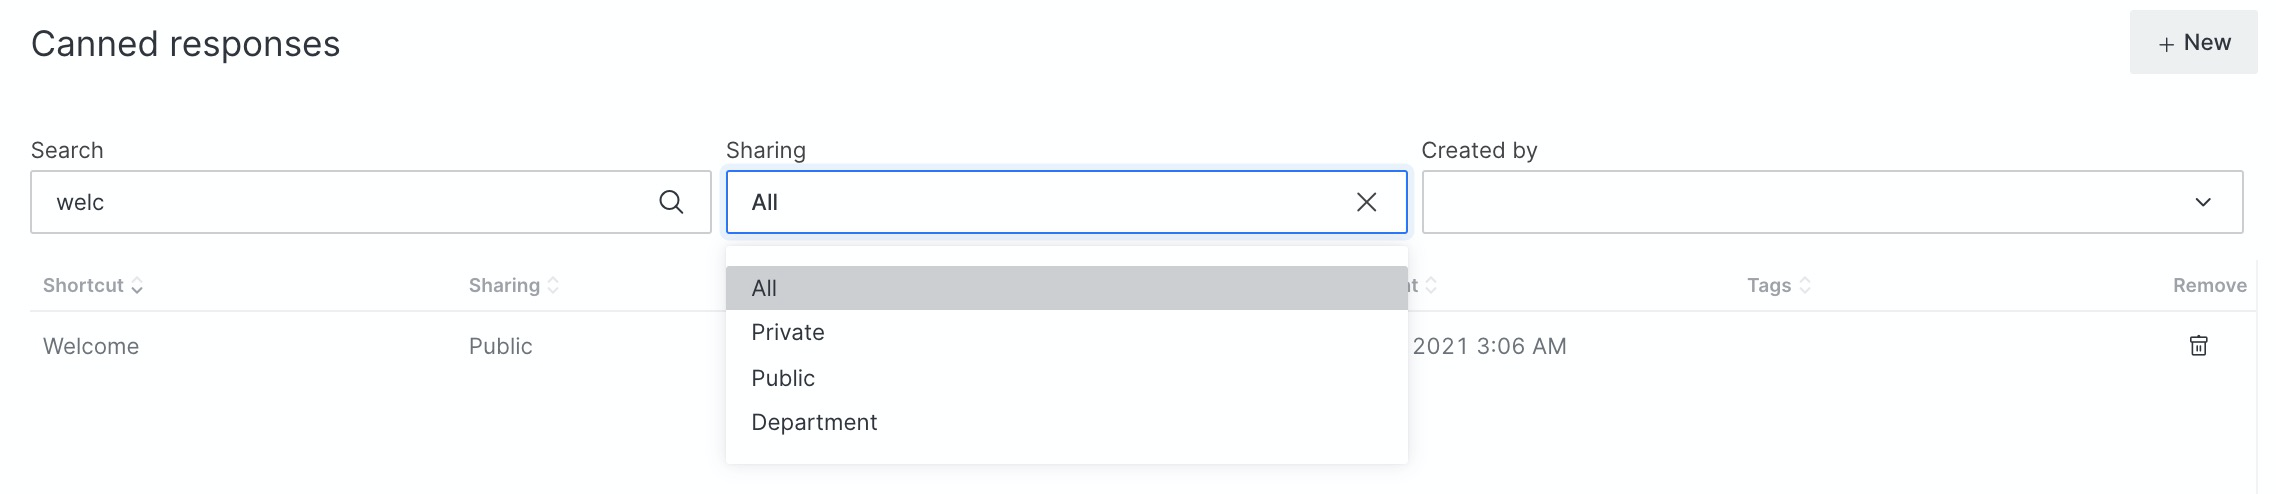 Canned responses
+ New
Search
Sharing
Created by
welc
All
Shortcut
Sharing
Tags
Remove
All
Welcome
Public
2021 3:06 AM
Private
Public
Department